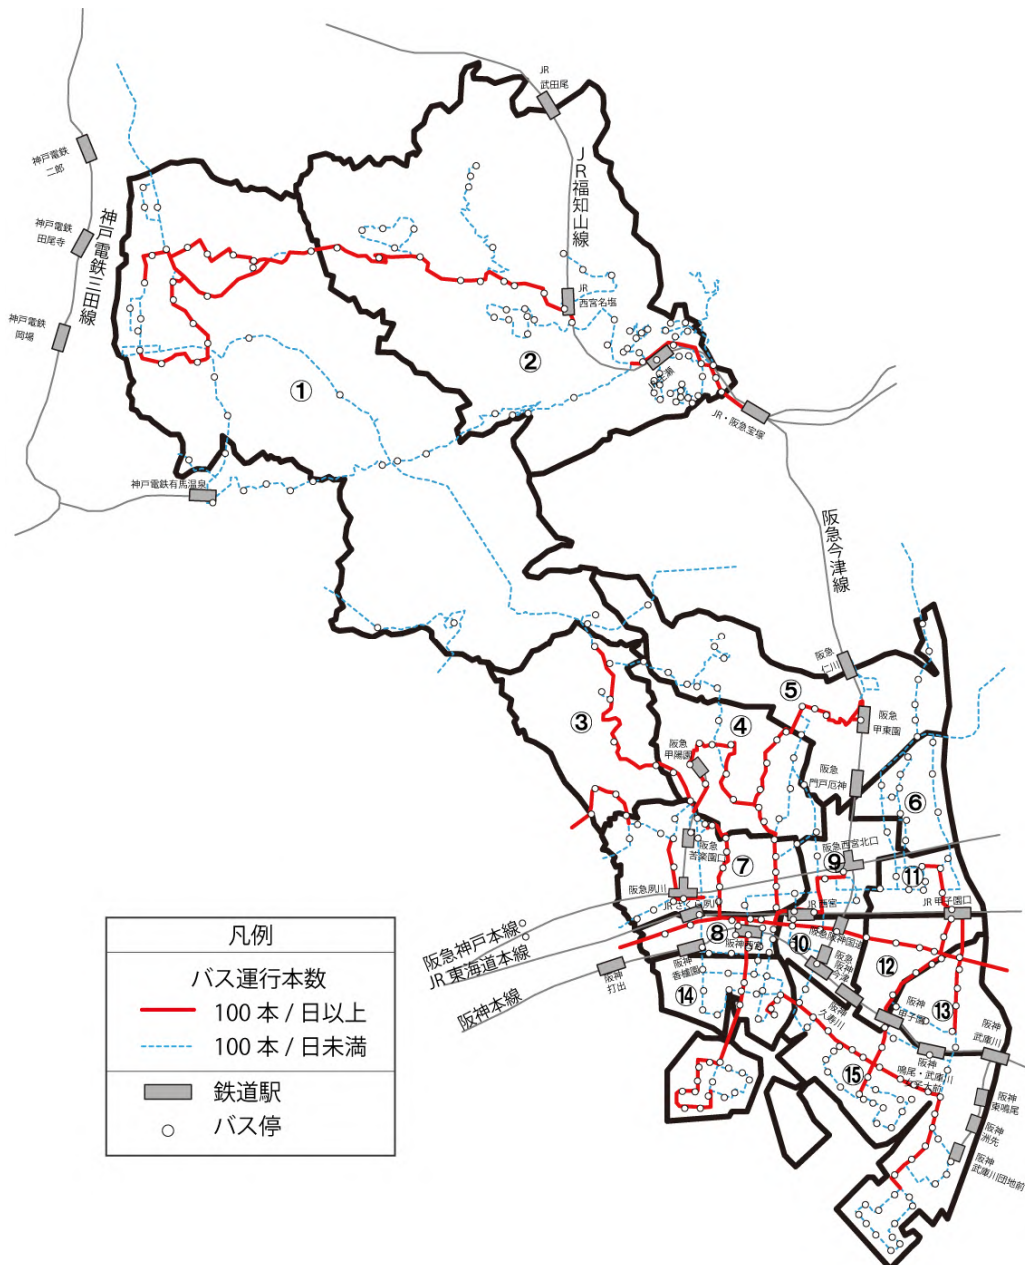 JR
武田尾
JR福知山線
神戸電鉄
二郎
神戸電鉄
田尾寺
神戸電鉄三田線
神戸電鉄
岡場
JR
西宮名塩
②
①
JR・阪急宝塚
神戸電鉄有馬温泉
阪急今津線
阪急
仁川
⑤
③
④
阪急
甲東園
阪急
甲陽園
阪急
門戸厄神
⑥
阪急
苦楽園口
⑦
阪急西宮北口
⑨
⑪
阪急夙川
JR さくら夙川
JR 西宮
JR 甲子園口
⑧
阪神西宮
阪急阪神国道
⑩
阪急
阪神
今津
⑫
阪急神戸本線
JR 東海道本線
阪神本線
阪神
打出
阪神
香櫨園
⑭
阪神
久寿川
阪神
甲子園
⑬
阪神
武庫川
⑮
阪神
鳴尾・武庫川
女子大前
阪神
東鳴尾
阪神
洲先
阪神
武庫川団地前
凡例
バス運行本数
100 本 / 日以上
100 本 / 日未満
鉄道駅
バス停